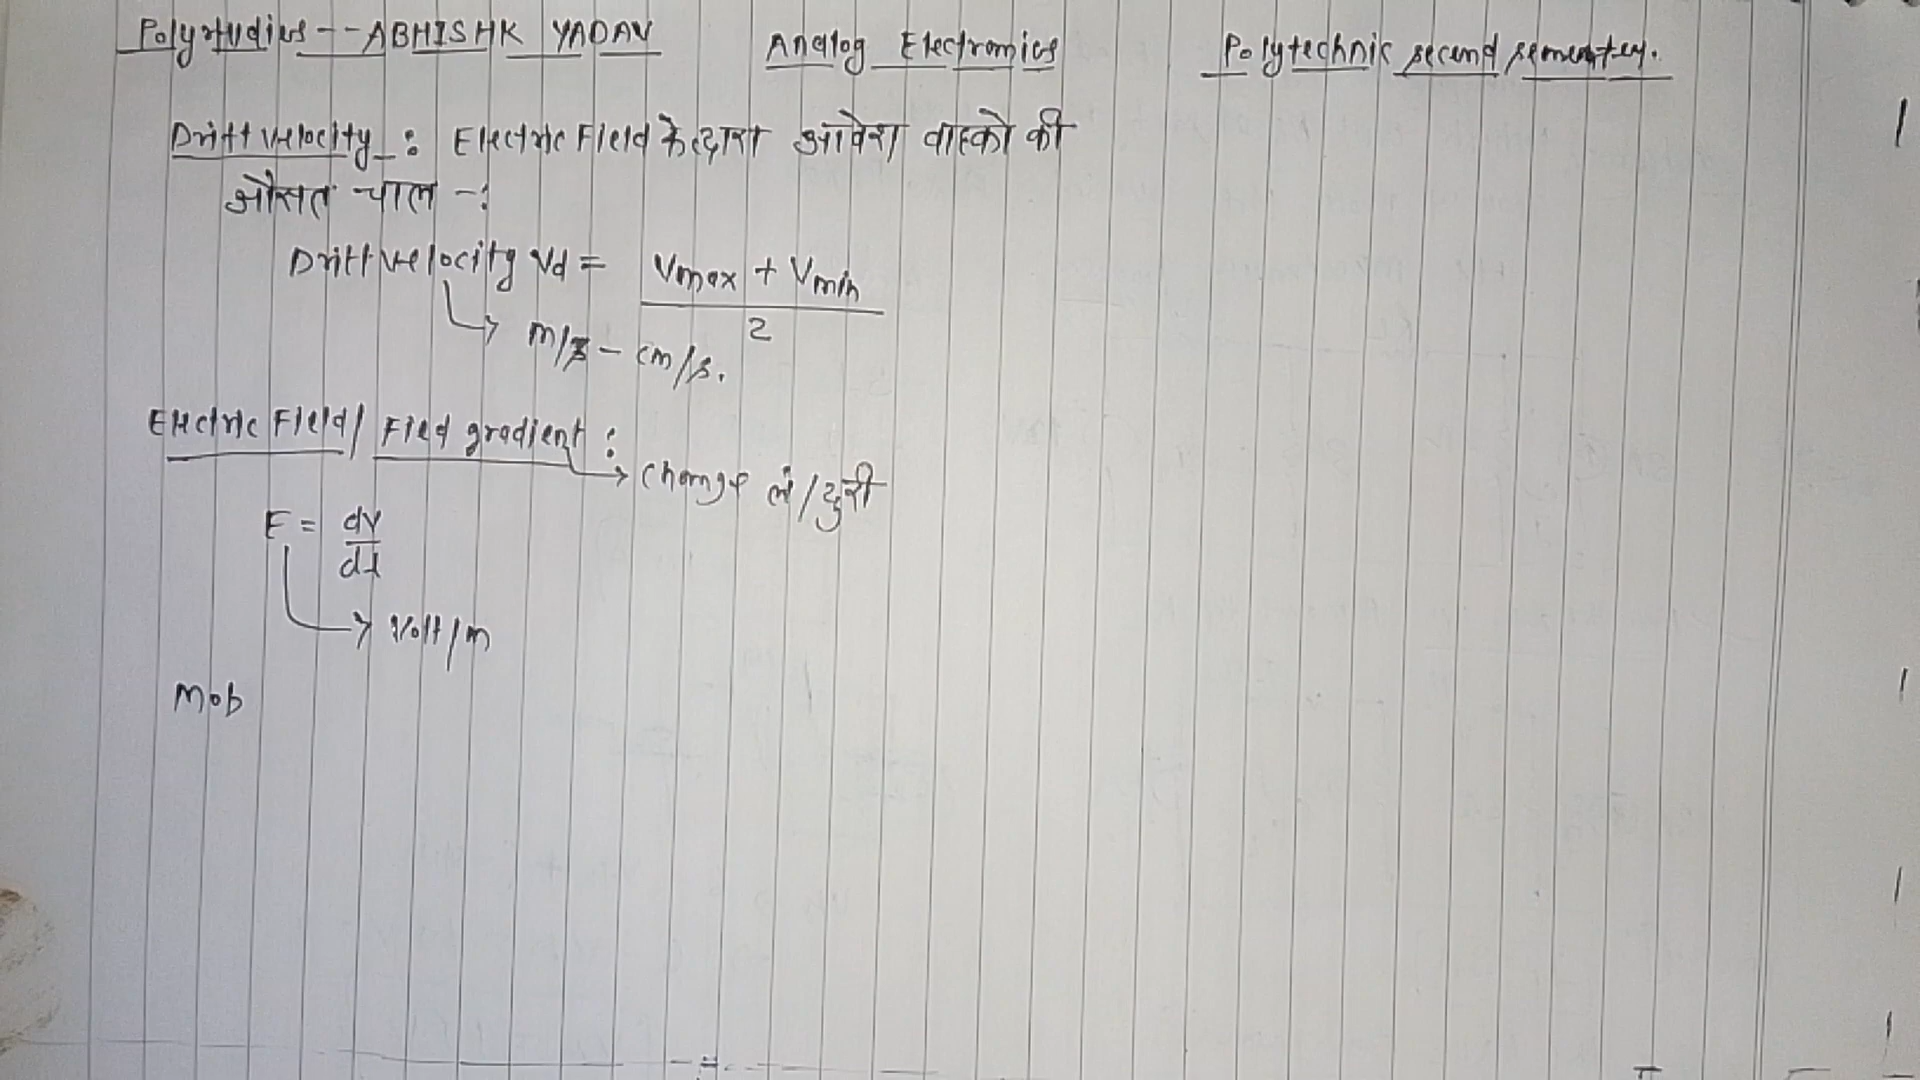 Polystudies -- ABHISHK YADAV
Analog Electronics
Polytechnic second semester.
Drift velocity : Electric Field के द्वारा आवेश वाहको की
औसत चाल -:
Drift velocity Vd = Vmax + Vmin
2
m/s - cm/s.
Electric Field / Field gradient :
Change में / दुरी
E = dv
dl
Volt/m
Mob